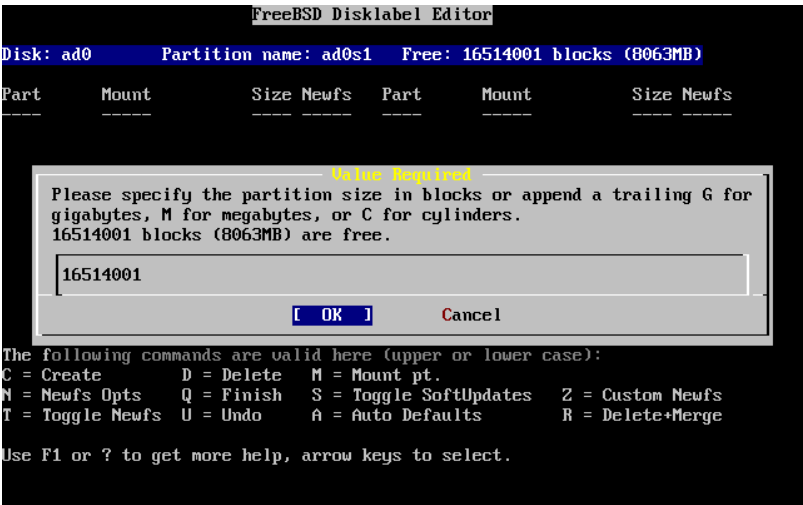 FreeBSD Disklabel Editor
Disk: ad0 Partition name: ad0s1 Free: 16514001 blocks (8063MB)
Part Mount Size Newfs Part Mount Size Newfs
---- ----- ---- ----- ---- ----- ---- -----
Value Required
Please specify the partition size in blocks or append a trailing G for
gigabytes, M for megabytes, or C for cylinders.
16514001 blocks (8063MB) are free.
16514001
[ OK ] Cancel
The following commands are valid here (upper or lower case):
C = Create D = Delete M = Mount pt.
N = Newfs Opts Q = Finish S = Toggle SoftUpdates Z = Custom Newfs
T = Toggle Newfs U = Undo A = Auto Defaults R = Delete+Merge
Use F1 or ? to get more help, arrow keys to select.